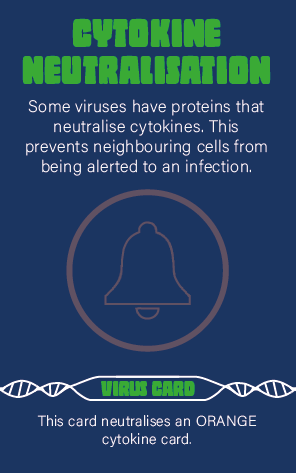 CYTOKINE
NEUTRALISATION
Some viruses have proteins that
neutralise cytokines. This
prevents neighbouring cells from
being alerted to an infection.
VIRUS CARD
This card neutralises an ORANGE
cytokine card.